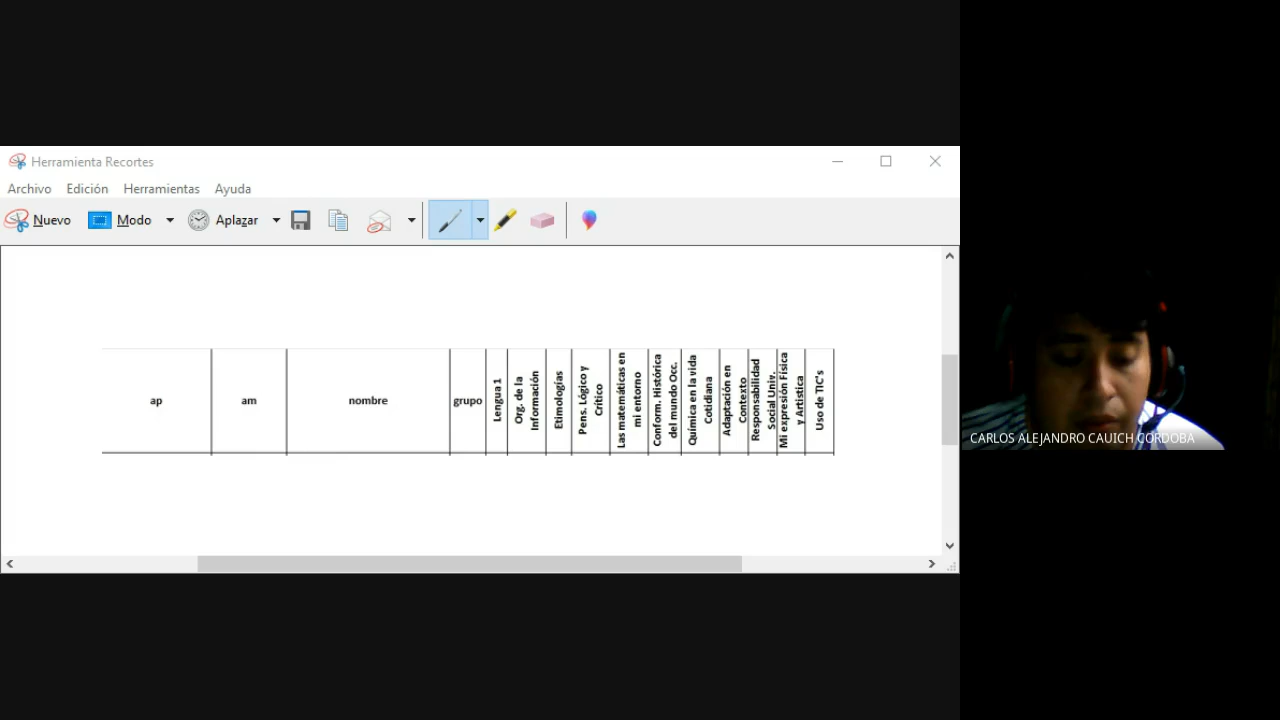 Herramienta Recortes
Archivo Edición Herramientas Ayuda
Nuevo Modo Aplazar
ap
am
nombre
grupo
Lengua 1
Org. de la
Información
Etimologías
Pens. Lógico y
Crítico
Las matemáticas en
mi entorno
Conform. Histórica
del mundo Occ.
Química en la vida
Cotidiana
Adaptación en
Contexto
Responsabilidad
Social Univ.
Mi expresión Física
y Artistica
Uso de TIC's
CARLOS ALEJANDRO CAUICH CORDOBA